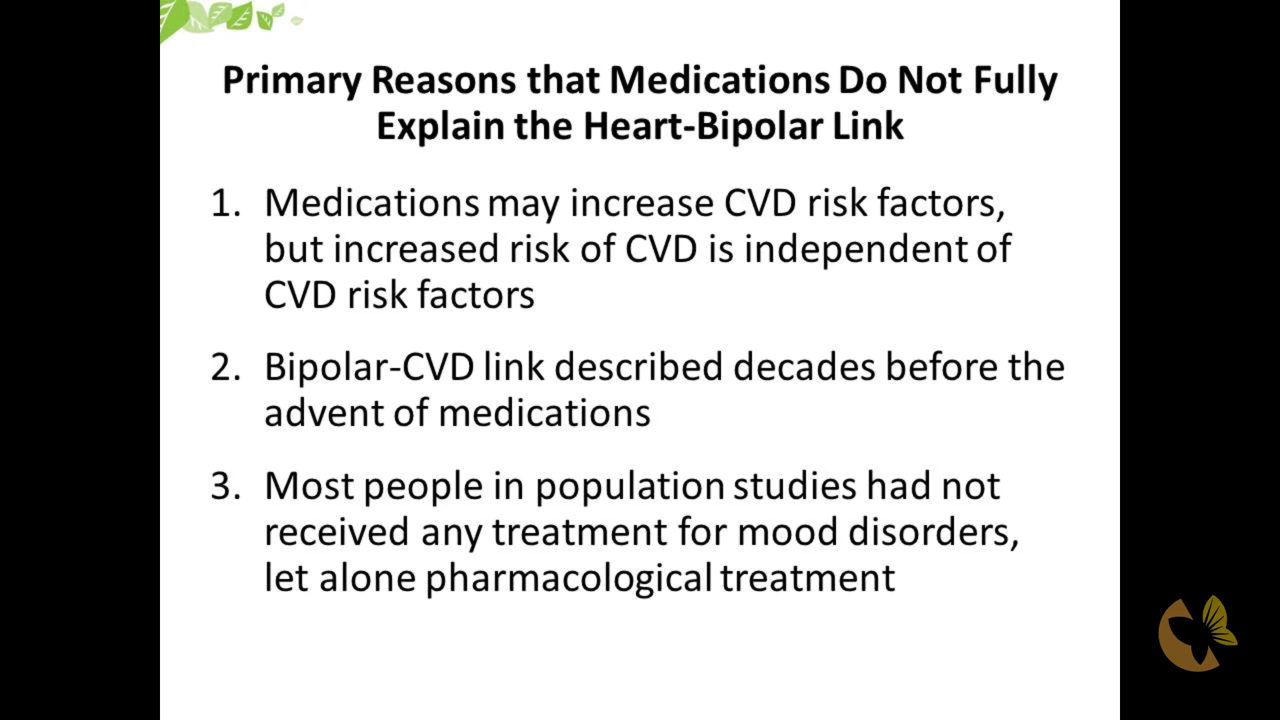 Primary Reasons that Medications Do Not Fully
Explain the Heart-Bipolar Link
1. Medications may increase CVD risk factors,
but increased risk of CVD is independent of
CVD risk factors
2. Bipolar-CVD link described decades before the
advent of medications
3. Most people in population studies had not
received any treatment for mood disorders,
let alone pharmacological treatment